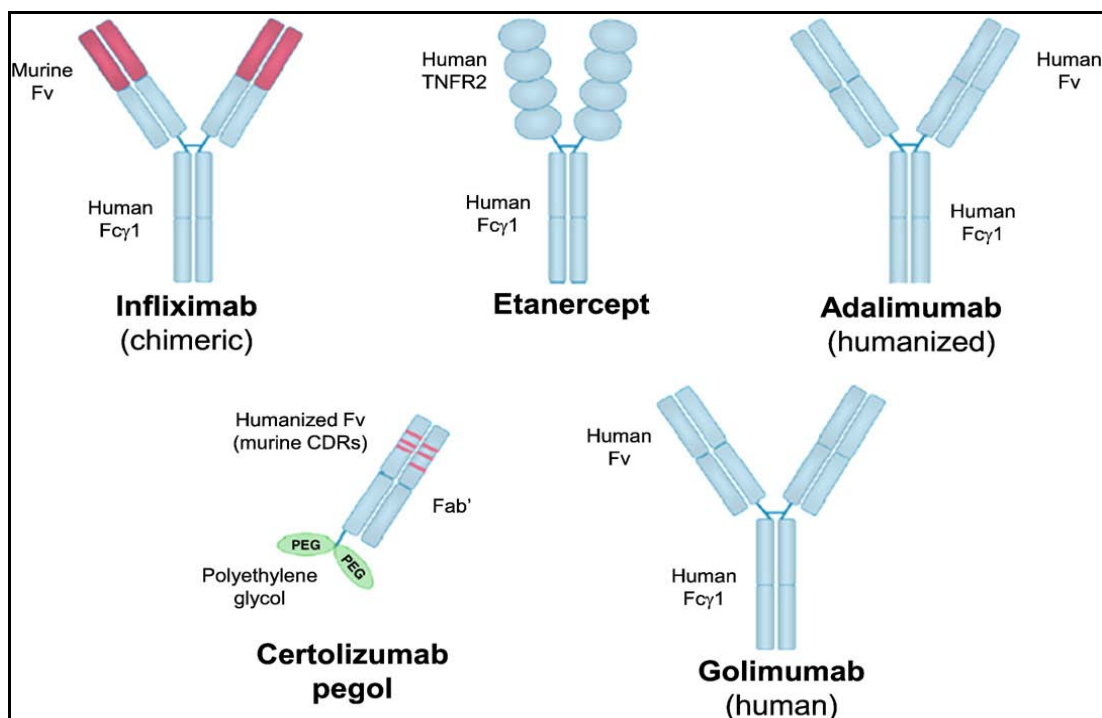 Murine
Fv
Human
Fcγ1
Infliximab
(chimeric)
Human
TNFR2
Human
Fcγ1
Etanercept
Human
Fv
Human
Fcγ1
Adalimumab
(humanized)
Humanized Fv
(murine CDRs)
Fab'
PEG
PEG
Polyethylene
glycol
Certolizumab
pegol
Human
Fv
Human
Fcγ1
Golimumab
(human)